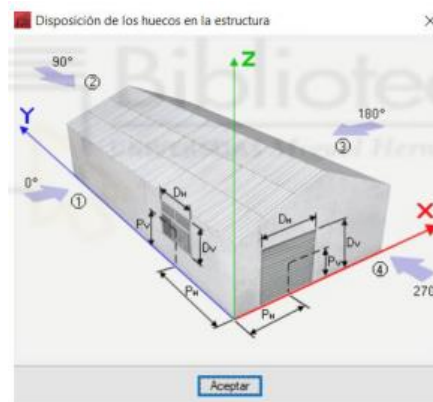 Disposición de los huecos en la estructura
90°
②
Z
180°
Bibliotec
③
Y
0°
①
DH
PV
DV
X
DH
DV
PV
④
PH
PH
270
Aceptar